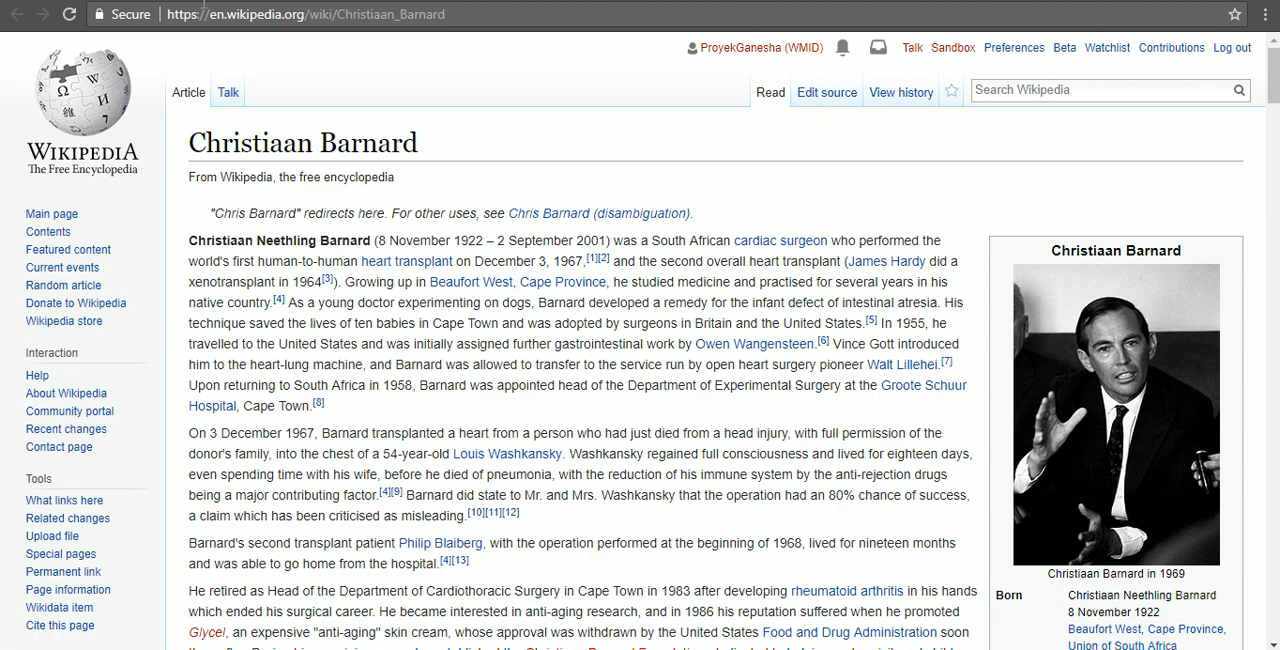 Secure https://en.wikipedia.org/wiki/Christiaan_Barnard
ProyekGanesha (WMID) Talk Sandbox Preferences Beta Watchlist Contributions Log out
Article Talk Read Edit source View history Search Wikipedia
WIKIPEDIA
The Free Encyclopedia
Main page
Contents
Featured content
Current events
Random article
Donate to Wikipedia
Wikipedia store
Interaction
Help
About Wikipedia
Community portal
Recent changes
Contact page
Tools
What links here
Related changes
Upload file
Special pages
Permanent link
Page information
Wikidata item
Cite this page
Christiaan Barnard
From Wikipedia, the free encyclopedia
"Chris Barnard" redirects here. For other uses, see Chris Barnard (disambiguation).
Christiaan Neethling Barnard (8 November 1922 – 2 September 2001) was a South African cardiac surgeon who performed the
world's first human-to-human heart transplant on December 3, 1967,[1][2] and the second overall heart transplant (James Hardy did a
xenotransplant in 1964[3]). Growing up in Beaufort West, Cape Province, he studied medicine and practised for several years in his
native country.[4] As a young doctor experimenting on dogs, Barnard developed a remedy for the infant defect of intestinal atresia. His
technique saved the lives of ten babies in Cape Town and was adopted by surgeons in Britain and the United States.[5] In 1955, he
travelled to the United States and was initially assigned further gastrointestinal work by Owen Wangensteen.[6] Vince Gott introduced
him to the heart-lung machine, and Barnard was allowed to transfer to the service run by open heart surgery pioneer Walt Lillehei.[7]
Upon returning to South Africa in 1958, Barnard was appointed head of the Department of Experimental Surgery at the Groote Schuur
Hospital, Cape Town.[8]
On 3 December 1967, Barnard transplanted a heart from a person who had just died from a head injury, with full permission of the
donor's family, into the chest of a 54-year-old Louis Washkansky. Washkansky regained full consciousness and lived for eighteen days,
even spending time with his wife, before he died of pneumonia, with the reduction of his immune system by the anti-rejection drugs
being a major contributing factor.[4][9] Barnard did state to Mr. and Mrs. Washkansky that the operation had an 80% chance of success,
a claim which has been criticised as misleading.[10][11][12]
Barnard's second transplant patient Philip Blaiberg, with the operation performed at the beginning of 1968, lived for nineteen months
and was able to go home from the hospital.[4][13]
He retired as Head of the Department of Cardiothoracic Surgery in Cape Town in 1983 after developing rheumatoid arthritis in his hands
which ended his surgical career. He became interested in anti-aging research, and in 1986 his reputation suffered when he promoted
Glycel, an expensive "anti-aging" skin cream, whose approval was withdrawn by the United States Food and Drug Administration soon
Christiaan Barnard
Christiaan Barnard in 1969
Born Christiaan Neethling Barnard
8 November 1922
Beaufort West, Cape Province,
Union of South Africa